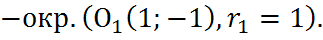 −окр. (O₁(1; −1), r₁ = 1).